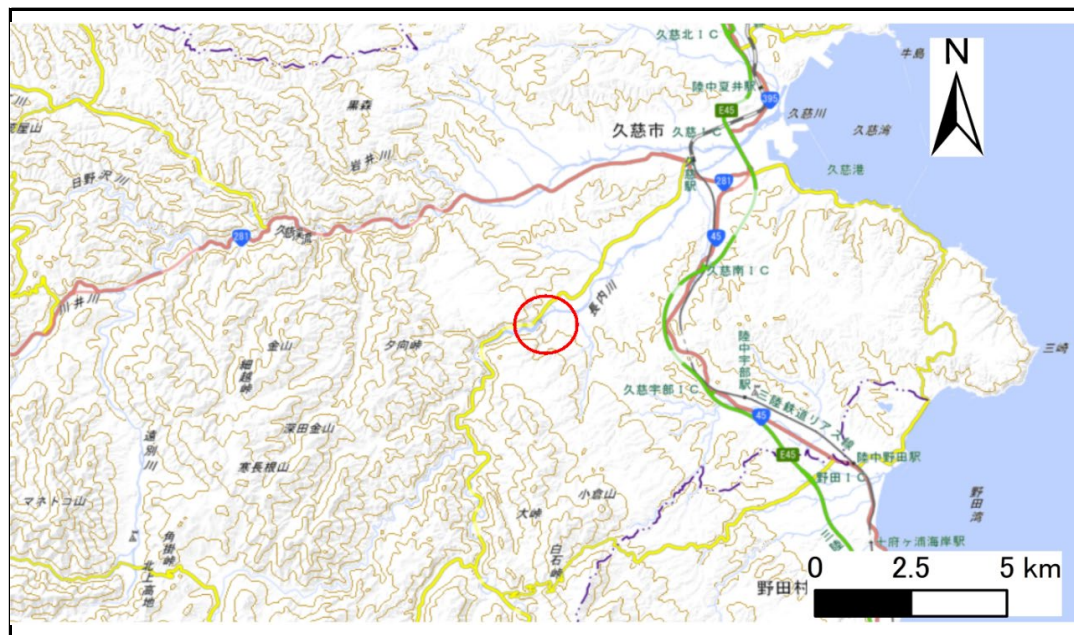 久慈北IC
牛島
N
陸中夏井駅
395
E45
久慈川
黒森
久慈市
久慈IC
久慈湾
岩井川
久慈港
日野沢川
281
281
45
久慈南IC
長内川
川井川
三崎
金山
夕向峠
細越峠
陸中宇部駅
久慈宇部IC
三陸鉄道リアス線
45
深田金山
遠別川
寒長根山
E45
陸中野田駅
野田IC
マネトコ山
小倉山
大峠
野田湾
角掛峠
白石峠
十府ヶ浦海岸駅
北上高地
野田村
0 2.5 5 km